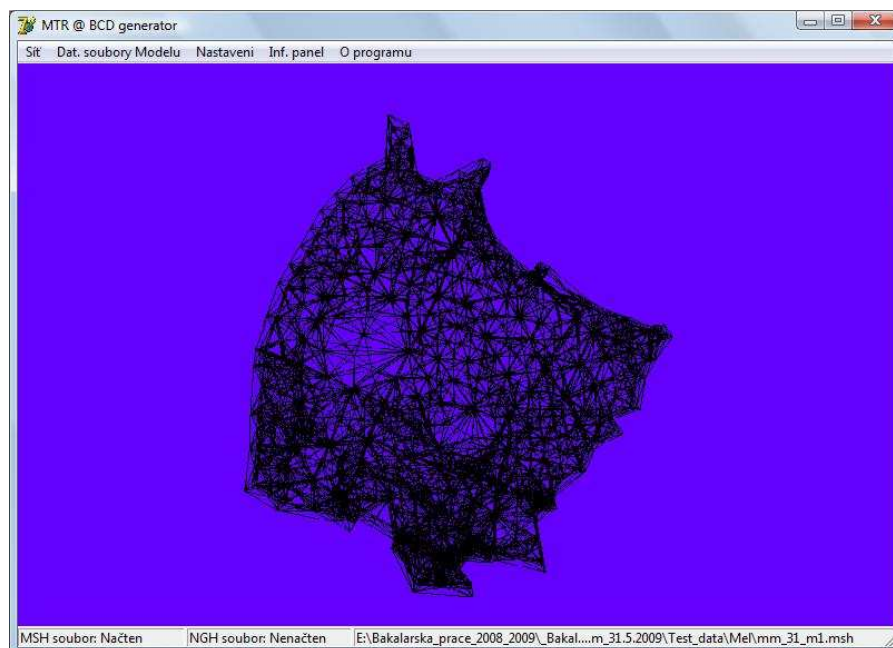 MTR @ BCD generator
Síť Dat. soubory Modelu Nastaveni Inf. panel O programu
MSH soubor: Načten NGH soubor: Nenačten E:\Bakalarska_prace_2008_2009\_Bakal....m_31.5.2009\Test_data\Mel\mm_31_m1.msh